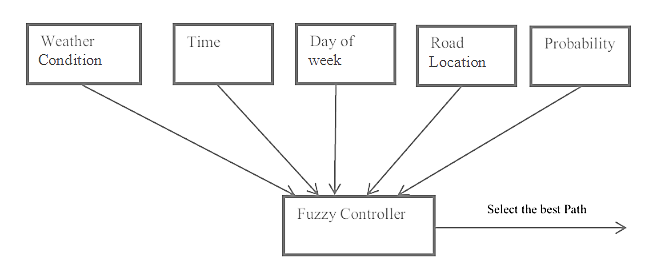 Weather
Condition
Time
Day of
week
Road
Location
Probability
Fuzzy Controller
Select the best Path